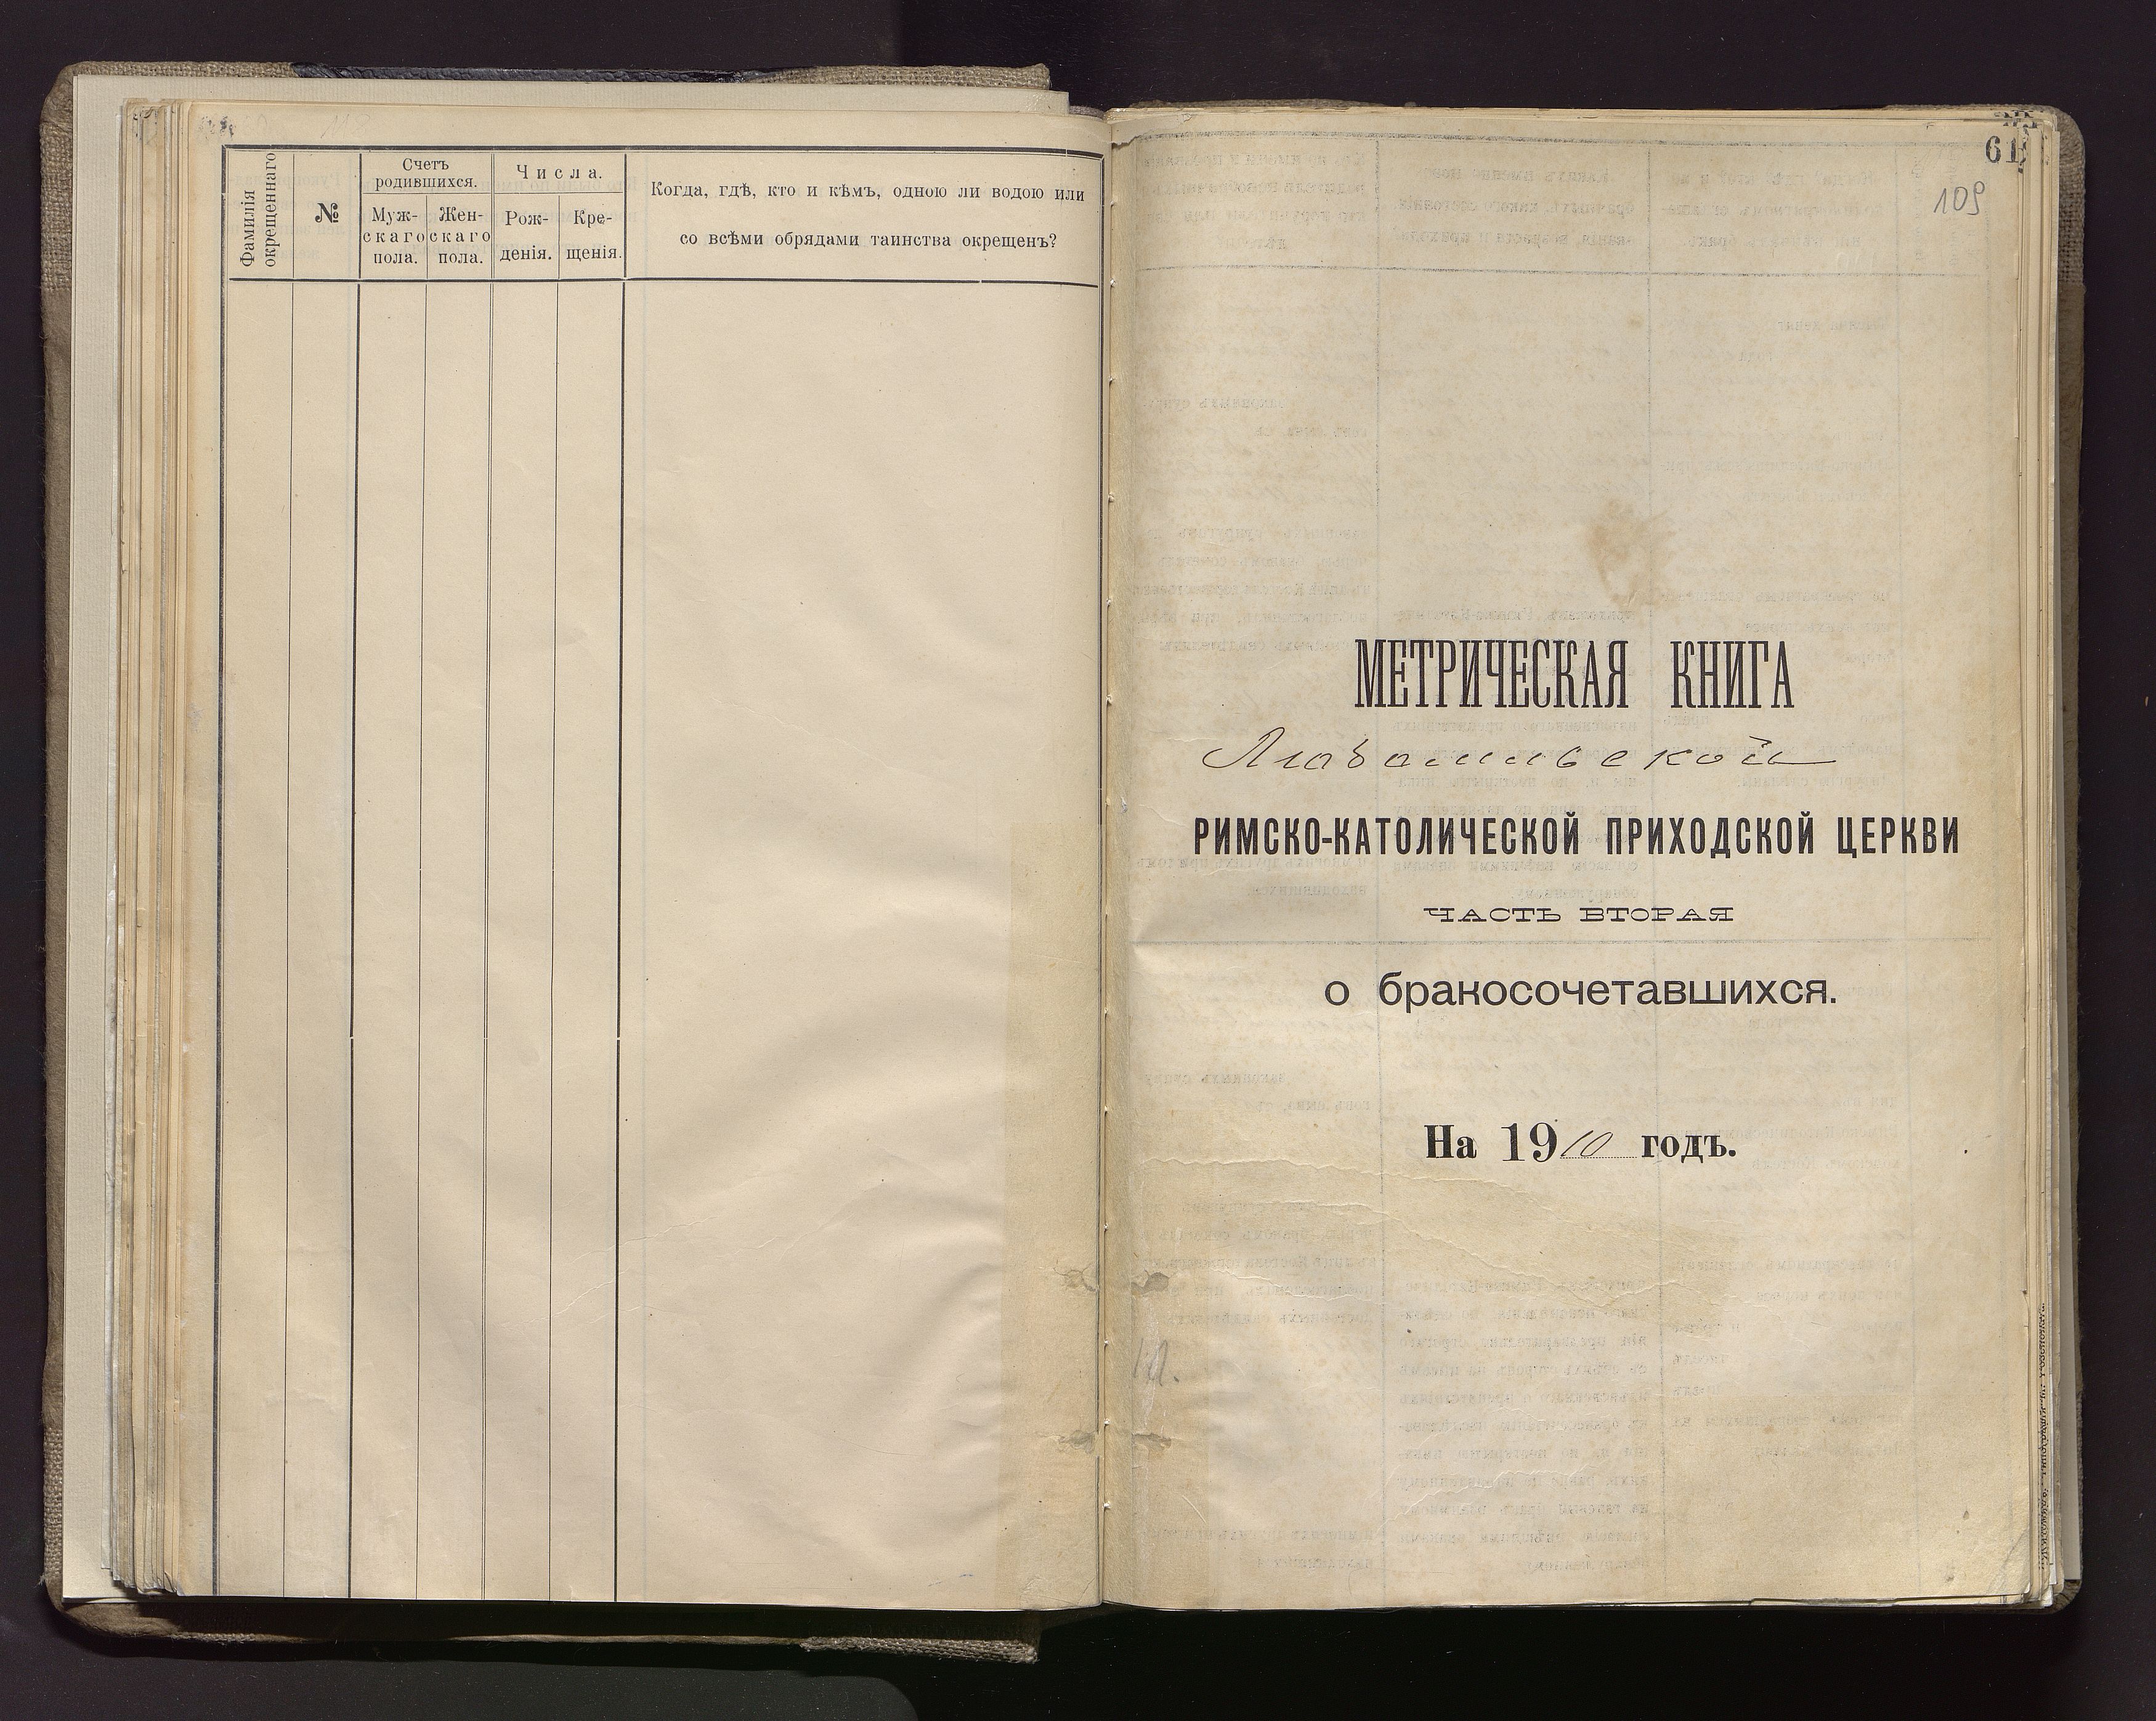 Фамилія
окрещеннаго
№
Счетъ
родившихся.
Муж-
скаго
пола.
Жен-
скаго
пола.
Числа.
Рож-
денія.
Кре-
щенія.
Когда, гдѣ, кто и кѣмъ, одною ли водою или
со всѣми обрядами таинства окрещенъ?
61
109
МЕТРИЧЕСКАЯ КНИГА
Любомльской
РИМСКО-КАТОЛИЧЕСКОЙ ПРИХОДСКОЙ ЦЕРКВИ
ЧАСТЬ ВТОРАЯ
о бракосочетавшихся.
На 1910 годъ.